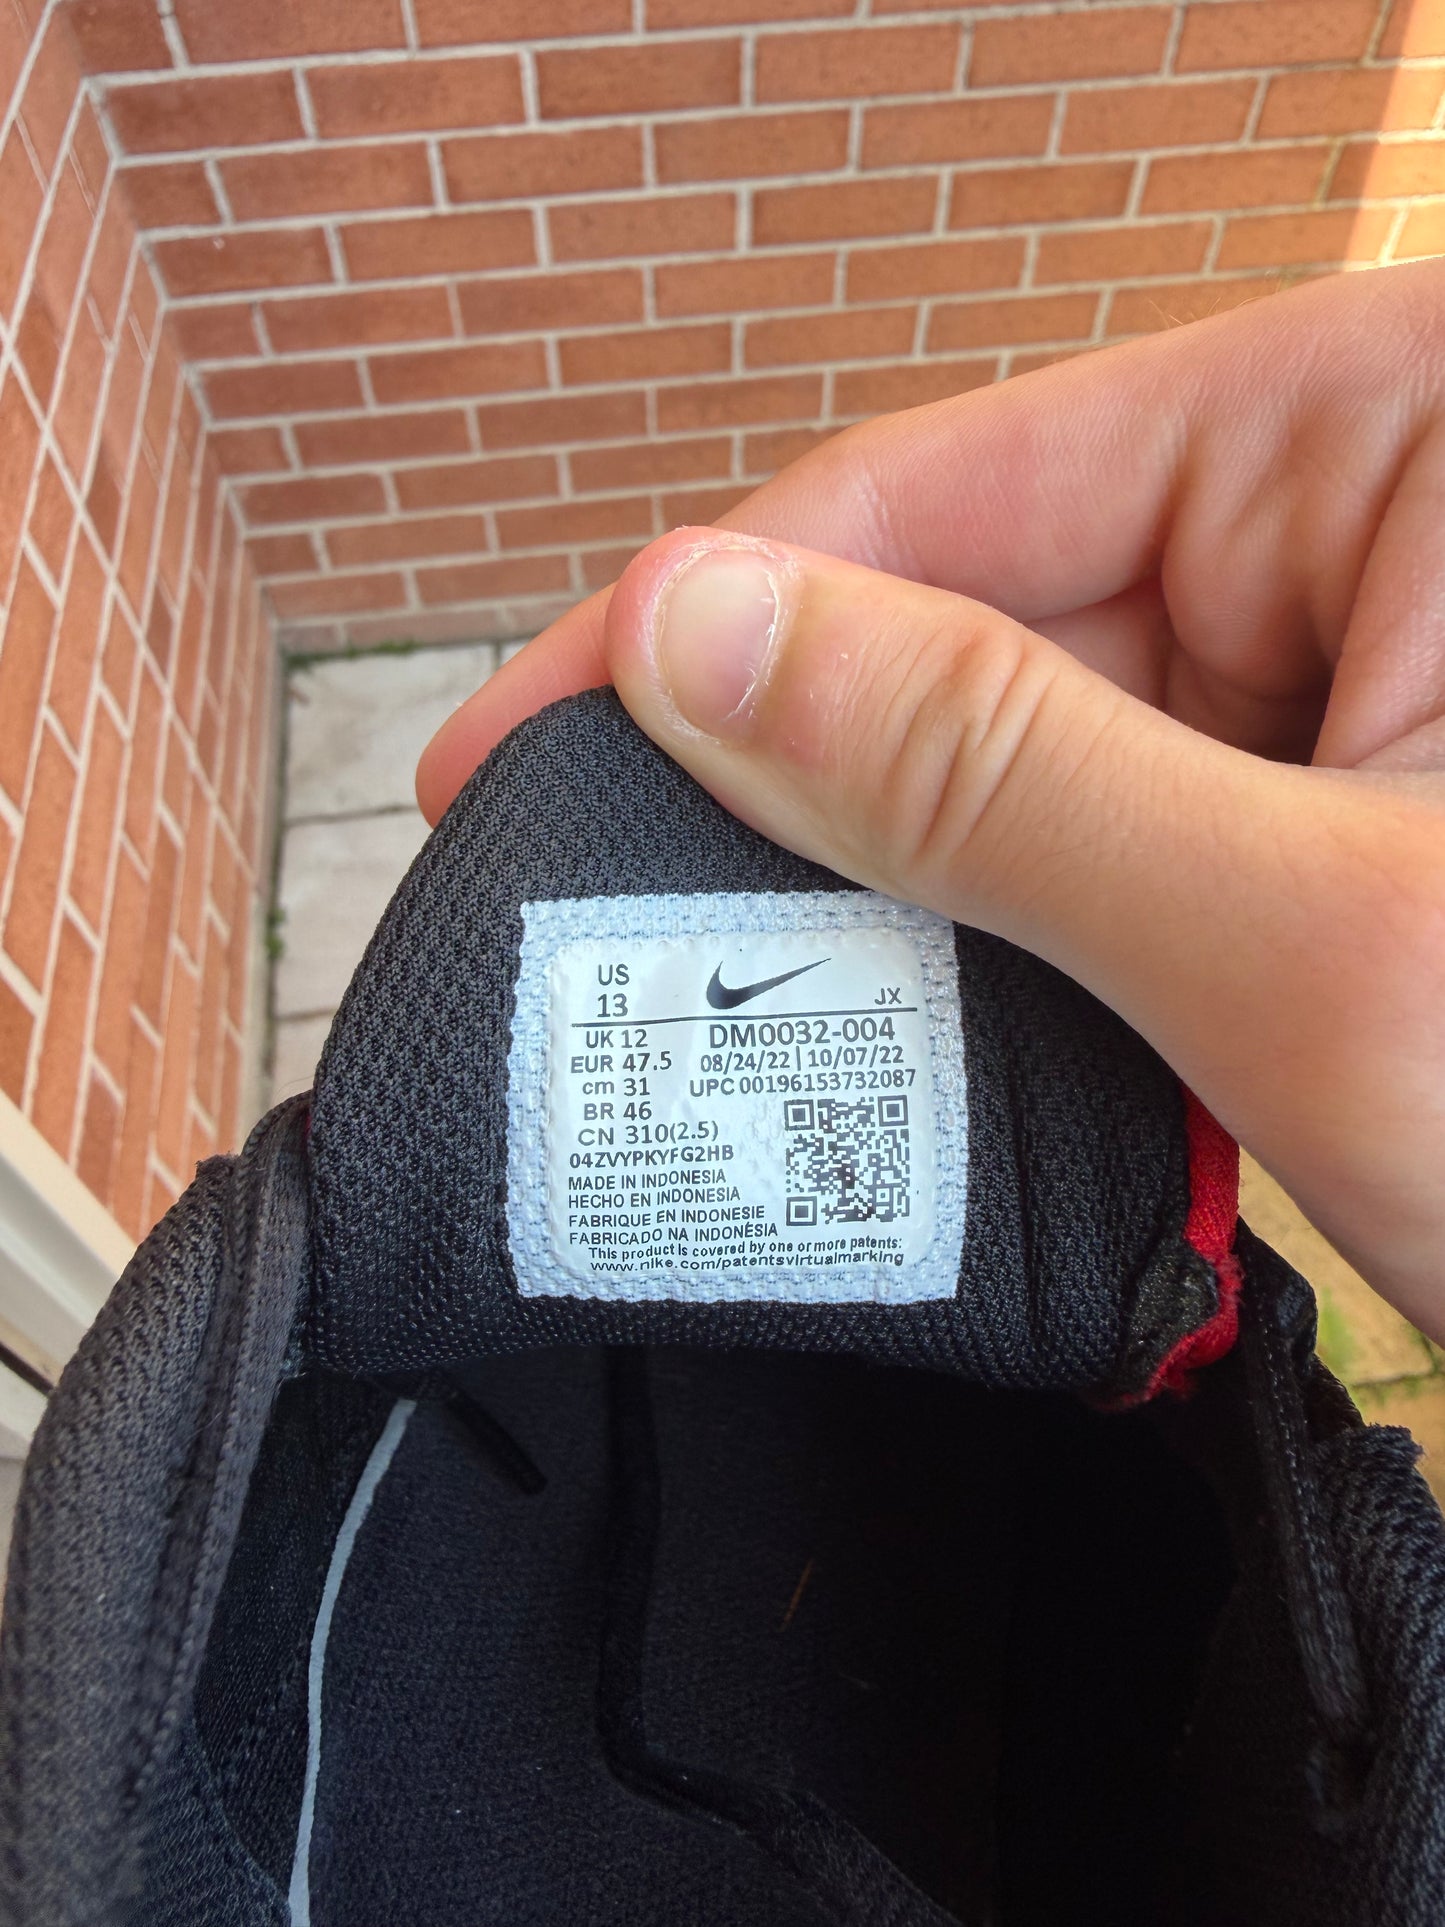 US
13
JX
UK 12 DM0032-004
EUR 47.5 08/24/22 | 10/07/22
cm 31 UPC 00196153732087
BR 46
CN 310(2.5)
04ZVYPKYFG2HB
MADE IN INDONESIA
HECHO EN INDONESIA
FABRIQUE EN INDONESIE
FABRICADO NA INDONÉSIA
This product is covered by one or more patents:
www.nike.com/patentsvirtualmarking